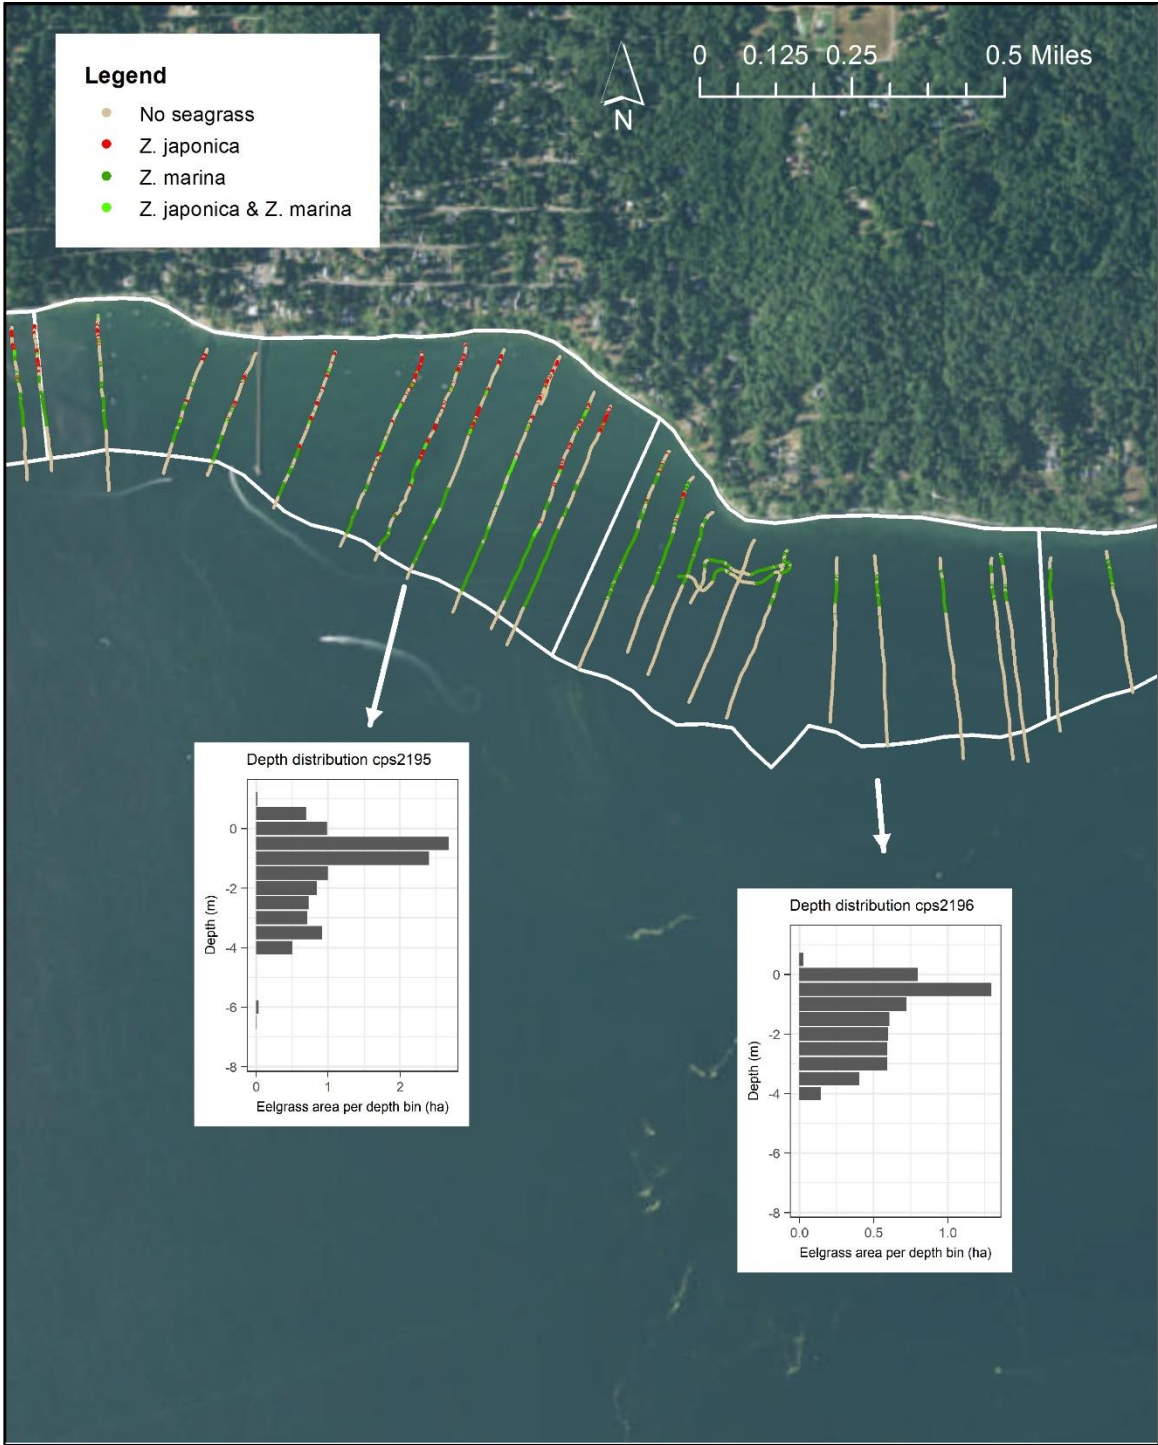 0 0.125 0.25 0.5 Miles
N
Legend
No seagrass
Z. japonica
Z. marina
Z. japonica & Z. marina
Depth distribution cps2195
Depth (m)
0
-2
-4
-6
-8
0 1 2
Eelgrass area per depth bin (ha)
Depth distribution cps2196
Depth (m)
0
-2
-4
-6
-8
0.0 0.5 1.0
Eelgrass area per depth bin (ha)